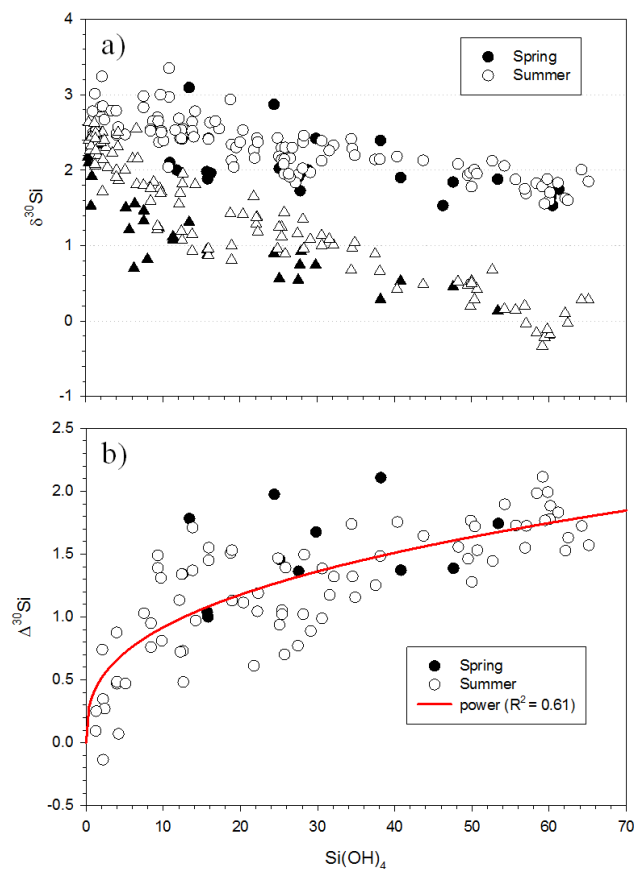 a)
4
3
2
1
0
-1
δ³⁰Si
Spring
Summer
b)
2.5
2.0
1.5
1.0
0.5
0.0
-0.5
Δ³⁰Si
Spring
Summer
power (R² = 0.61)
0 10 20 30 40 50 60 70
Si(OH)₄